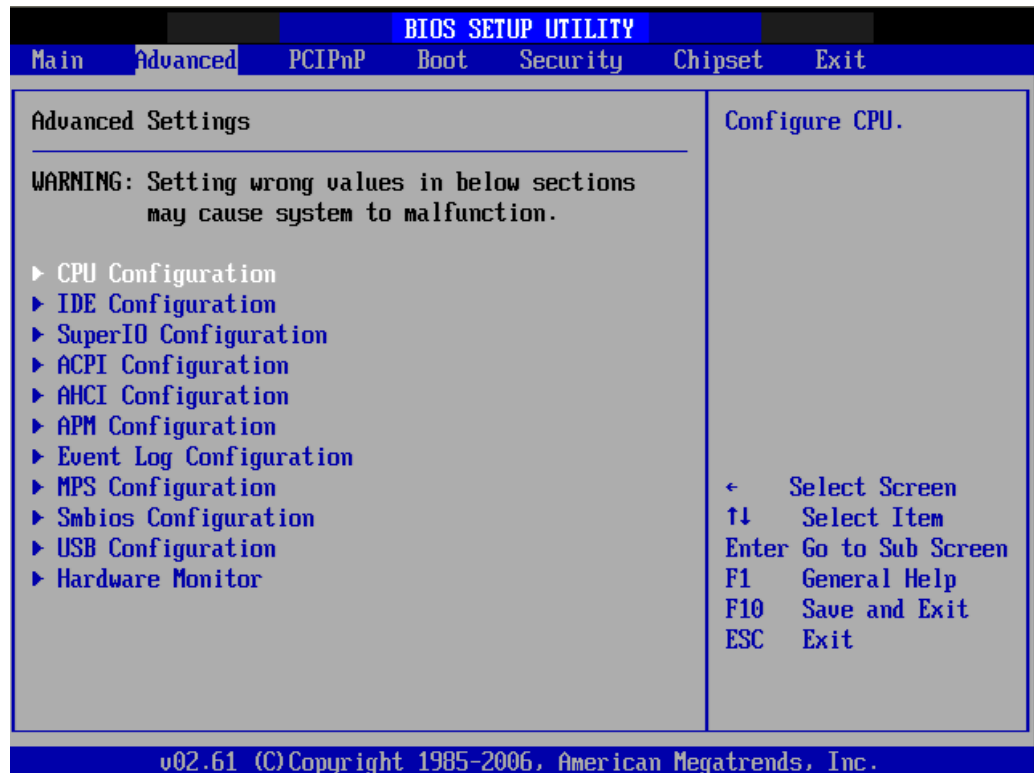 BIOS SETUP UTILITY
Main Advanced PCIPnP Boot Security Chipset Exit
Advanced Settings
WARNING: Setting wrong values in below sections
may cause system to malfunction.
▶ CPU Configuration
▶ IDE Configuration
▶ SuperIO Configuration
▶ ACPI Configuration
▶ AHCI Configuration
▶ APM Configuration
▶ Event Log Configuration
▶ MPS Configuration
▶ Smbios Configuration
▶ USB Configuration
▶ Hardware Monitor
Configure CPU.
← Select Screen
↑↓ Select Item
Enter Go to Sub Screen
F1 General Help
F10 Save and Exit
ESC Exit
v02.61 (C)Copyright 1985-2006, American Megatrends, Inc.